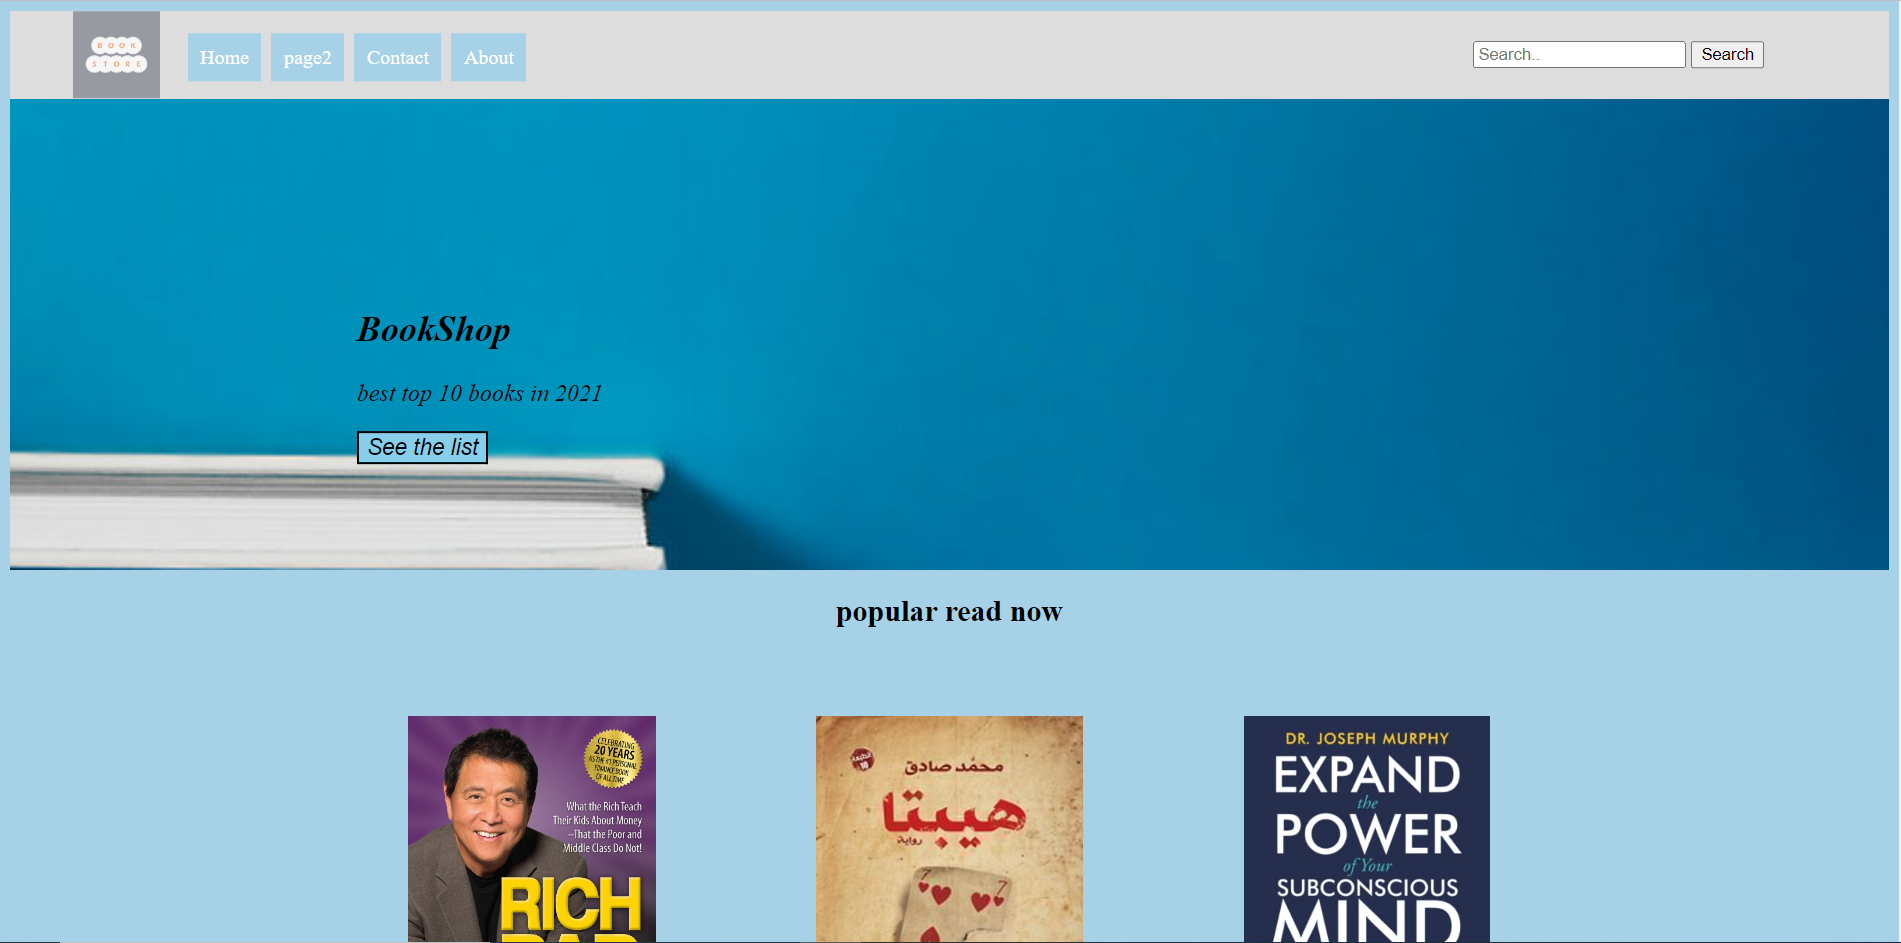 BOOK
STORE
Home
page2
Contact
About
Search..
Search
BookShop
best top 10 books in 2021
See the list
popular read now
CELEBRATING
20 YEARS
AS THE #1 PERSONAL
FINANCE BOOK
OF ALL TIME
What the Rich Teach
Their Kids About Money
—That the Poor and
Middle Class Do Not!
RICH
DAD
محمد صادق
هيبتا
رواية
7
7
DR. JOSEPH MURPHY
EXPAND
the
POWER
of Your
SUBCONSCIOUS
MIND